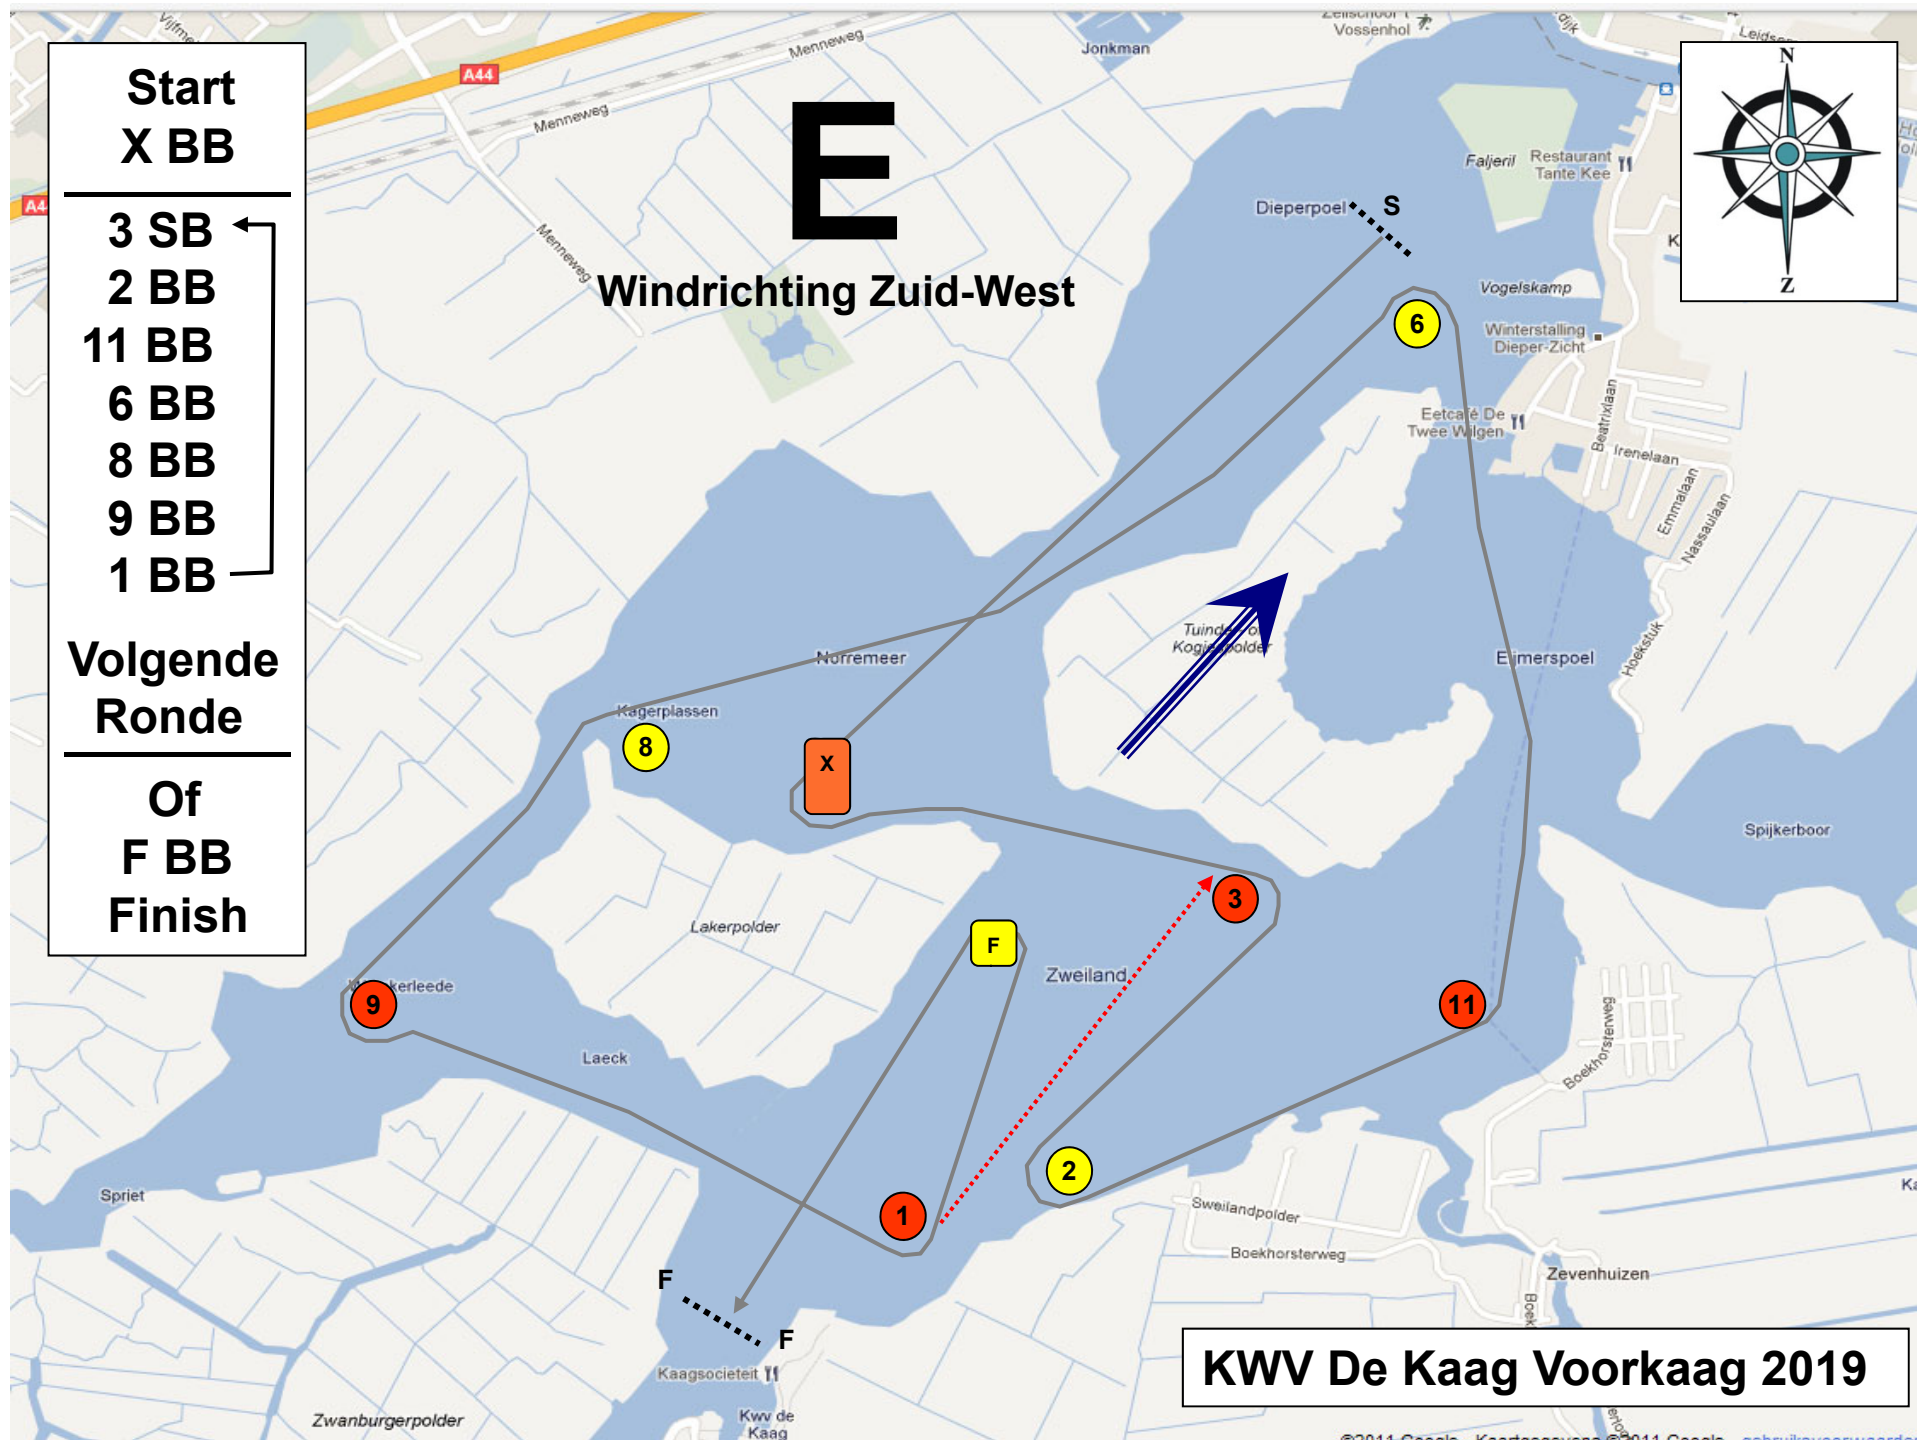 Start
X BB
3 SB
2 BB
11 BB
6 BB
8 BB
9 BB
1 BB
Volgende
Ronde
Of
F BB
Finish
E
Windrichting Zuid-West
A44
Menneweg
Menneweg
Menneweg
Jonkman
Vossenhol
N
Z
Faljeril
Restaurant
Tante Kee
Dieperpoel
S
Vogelskamp
6
Winterstalling
Dieper-Zicht
Eetcafé De
Twee Wilgen
Beatrixlaan
Irenelaan
Emmalaan
Nassaulaan
Hoekstuk
Norremeer
Kagerplassen
8
X
Kogjespolder
Eijmerspoel
Spijkerboor
3
Lakerpolder
F
Zweiland
9
11
Laeck
Boekhorsterweg
Boekhorsterweg
2
1
Spriet
Sweilandpolder
Boekhorsterweg
Zevenhuizen
F
F
Kaagsocieteit
KWV De Kaag Voorkaag 2019
Zwanburgerpolder
Kwv de
Kaag